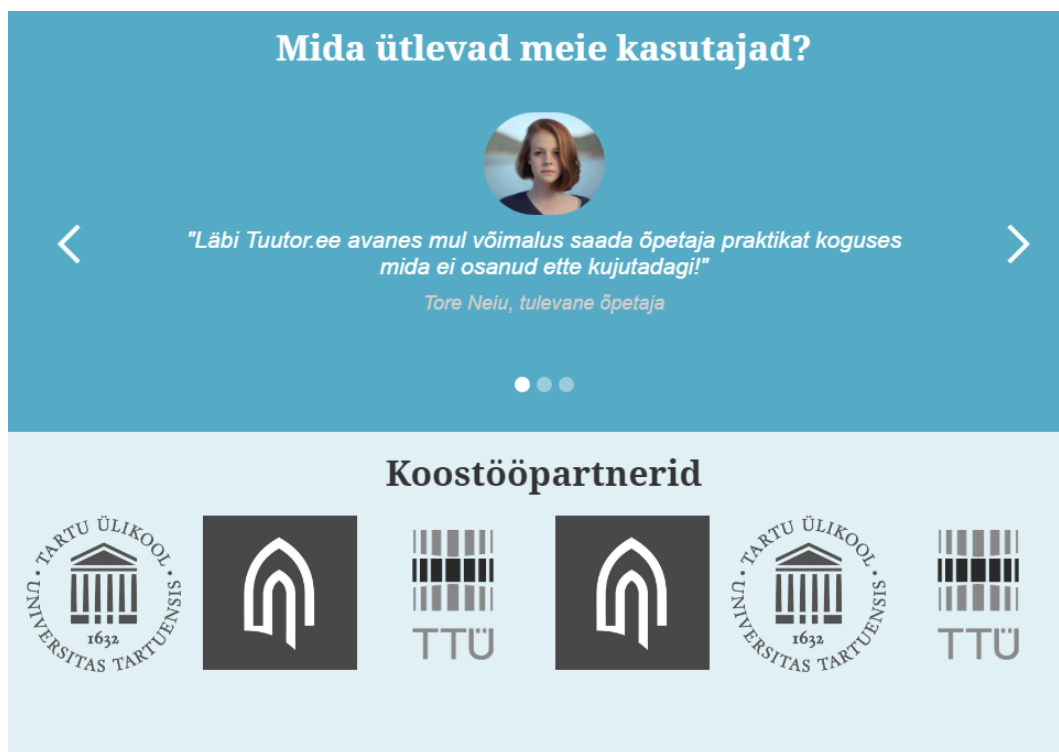 Mida ütlevad meie kasutajad?
"Läbi Tuutor.ee avanes mul võimalus saada õpetaja praktikat koguses
mida ei osanud ette kujutadagi!"
Tore Neiu, tulevane õpetaja
Koostööpartnerid
TARTU ÜLIKOOL · UNIVERSITAS TARTUENSIS ·
1632
TTÜ
TARTU ÜLIKOOL · UNIVERSITAS TARTUENSIS ·
1632
TTÜ